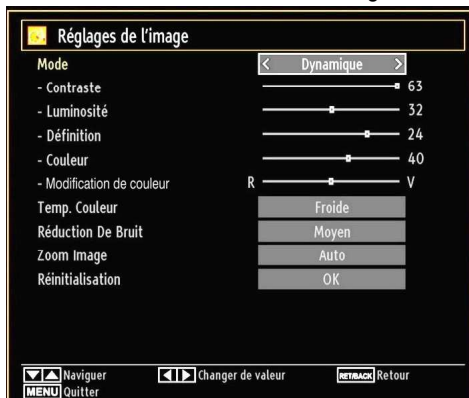 Réglages de l'image
Mode < Dynamique >
- Contraste 63
- Luminosité 32
- Définition 24
- Couleur 40
- Modification de couleur R V
Temp. Couleur Froide
Réduction De Bruit Moyen
Zoom Image Auto
Réinitialisation OK
Naviguer Changer de valeur RET/BACK Retour
MENU Quitter